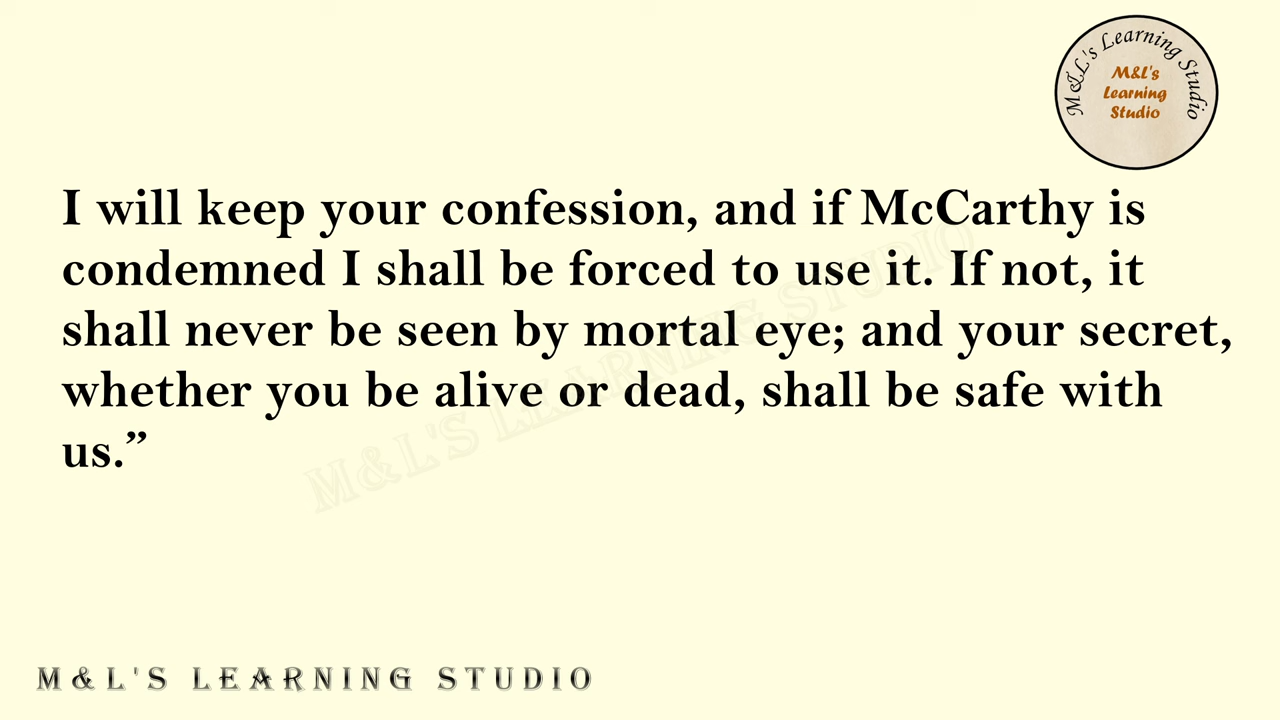 M&L's Learning Studio
M&L's
Learning
Studio
I will keep your confession, and if McCarthy is
condemned I shall be forced to use it. If not, it
shall never be seen by mortal eye; and your secret,
whether you be alive or dead, shall be safe with
us.”
M&L'S LEARNING STUDIO
M&L'S LEARNING STUDIO